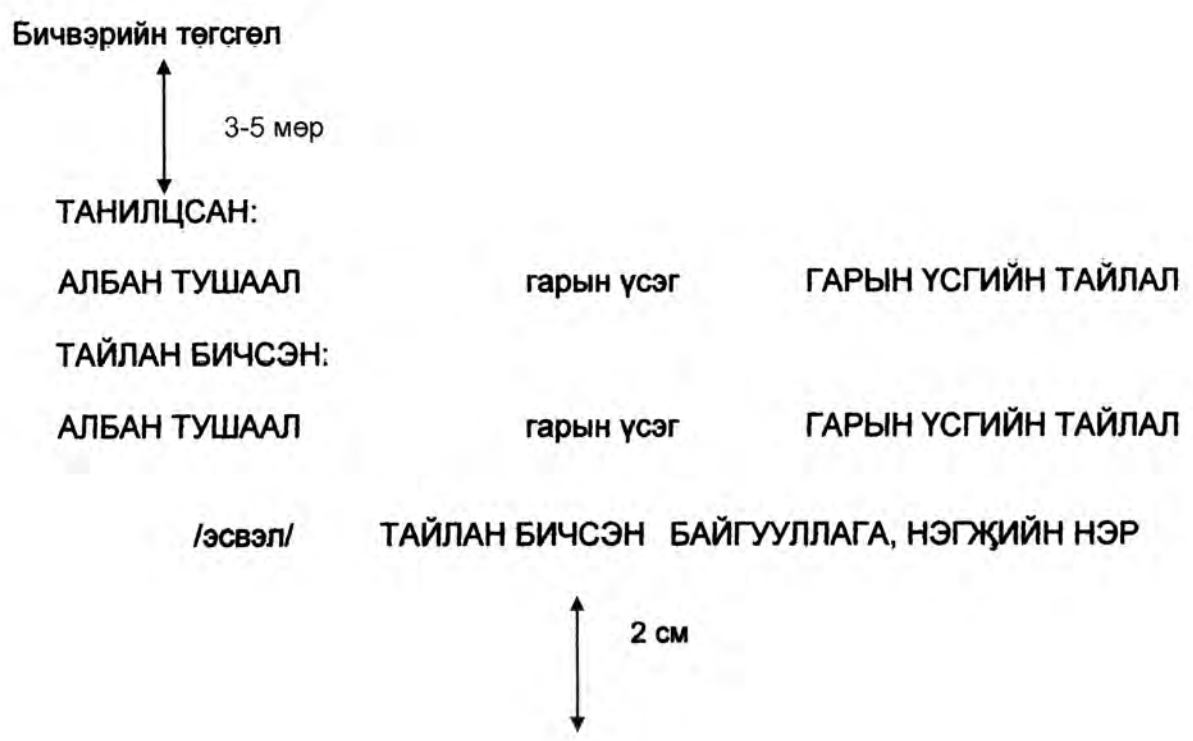 Бичвэрийн төгсгөл
3-5 мөр
ТАНИЛЦСАН:
АЛБАН ТУШААЛ гарын үсэг ГАРЫН ҮСГИЙН ТАЙЛАЛ
ТАЙЛАН БИЧСЭН:
АЛБАН ТУШААЛ гарын үсэг ГАРЫН ҮСГИЙН ТАЙЛАЛ
/эсвэл/ ТАЙЛАН БИЧСЭН БАЙГУУЛЛАГА, НЭГҖИЙН НЭР
2 см